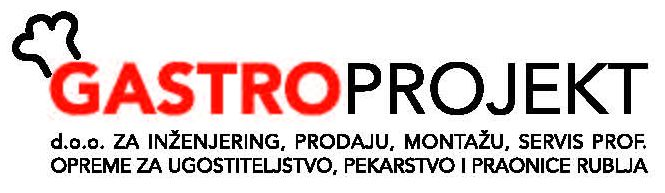 GASTROPROJEKT
d.o.o. ZA INŽENJERING, PRODAJU, MONTAŽU, SERVIS PROF.
OPREME ZA UGOSTITELJSTVO, PEKARSTVO I PRAONICE RUBLJA